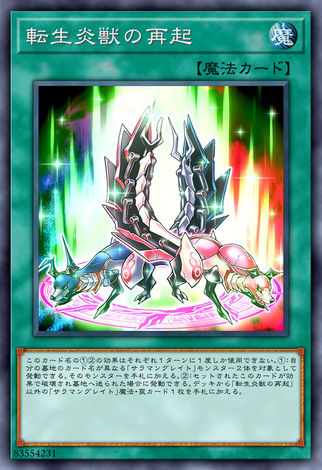 転生炎獣の再起
魔
【魔法カード】
このカード名の①②の効果はそれぞれ1ターンに1度しか使用できない。①:自
分の墓地のカード名が異なる「サラマングレイト」モンスター2体を対象として
発動できる。そのモンスターを手札に加える。②:セットされたこのカードが効
果で破壊され墓地へ送られた場合に発動できる。デッキから「転生炎獣の再起」
以外の「サラマングレイト」魔法・罠カード1枚を手札に加える。
83554231